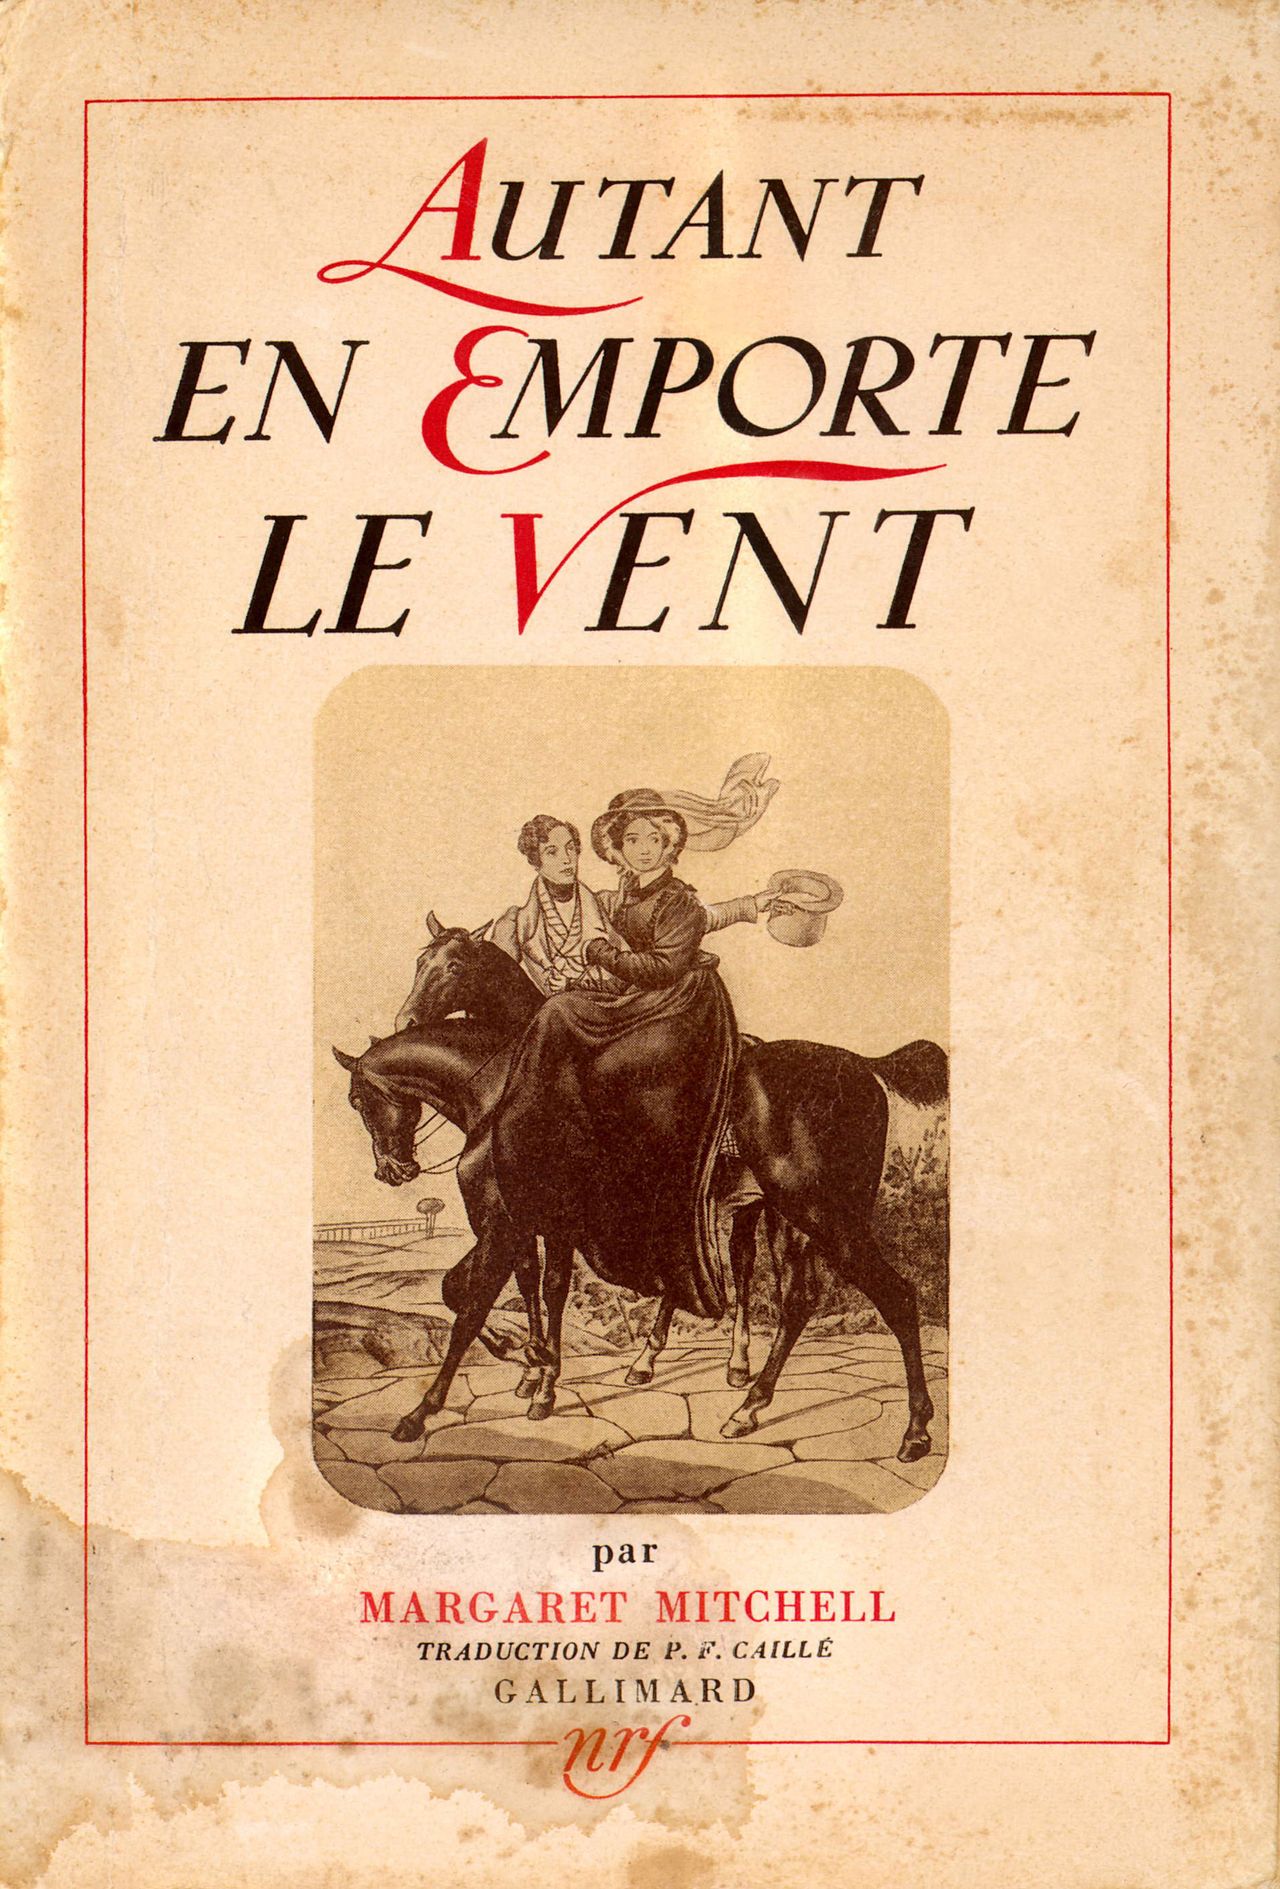 AUTANT
EN EMPORTE
LE VENT
par
MARGARET MITCHELL
TRADUCTION DE P. F. CAILLÉ
GALLIMARD
nrf